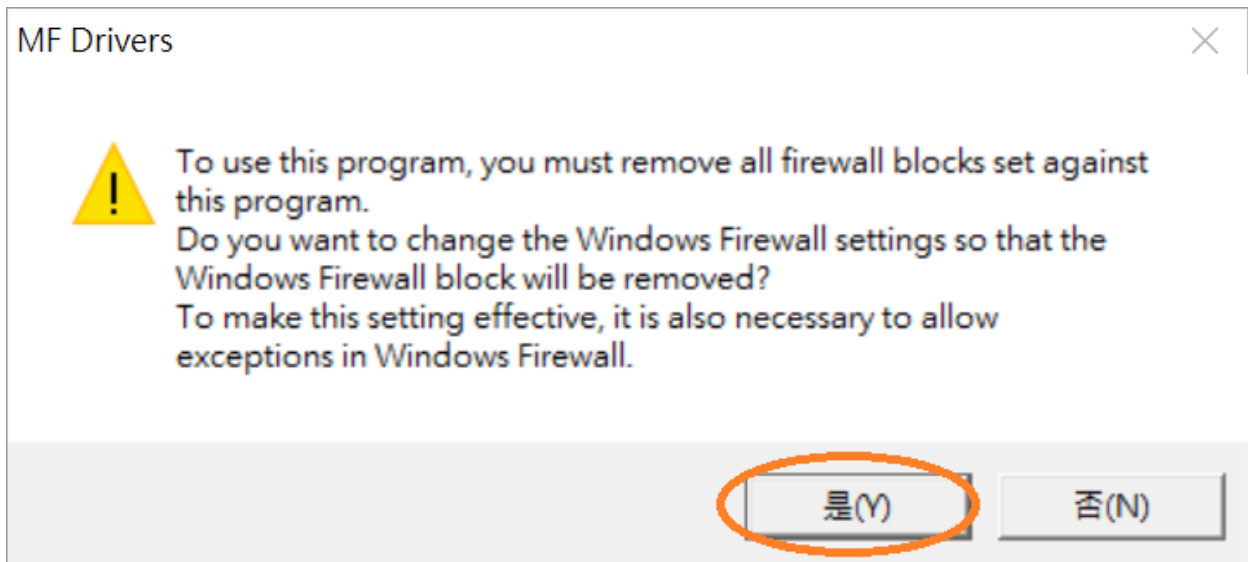 MF Drivers
To use this program, you must remove all firewall blocks set against
this program.
Do you want to change the Windows Firewall settings so that the
Windows Firewall block will be removed?
To make this setting effective, it is also necessary to allow
exceptions in Windows Firewall.
是(Y)
否(N)